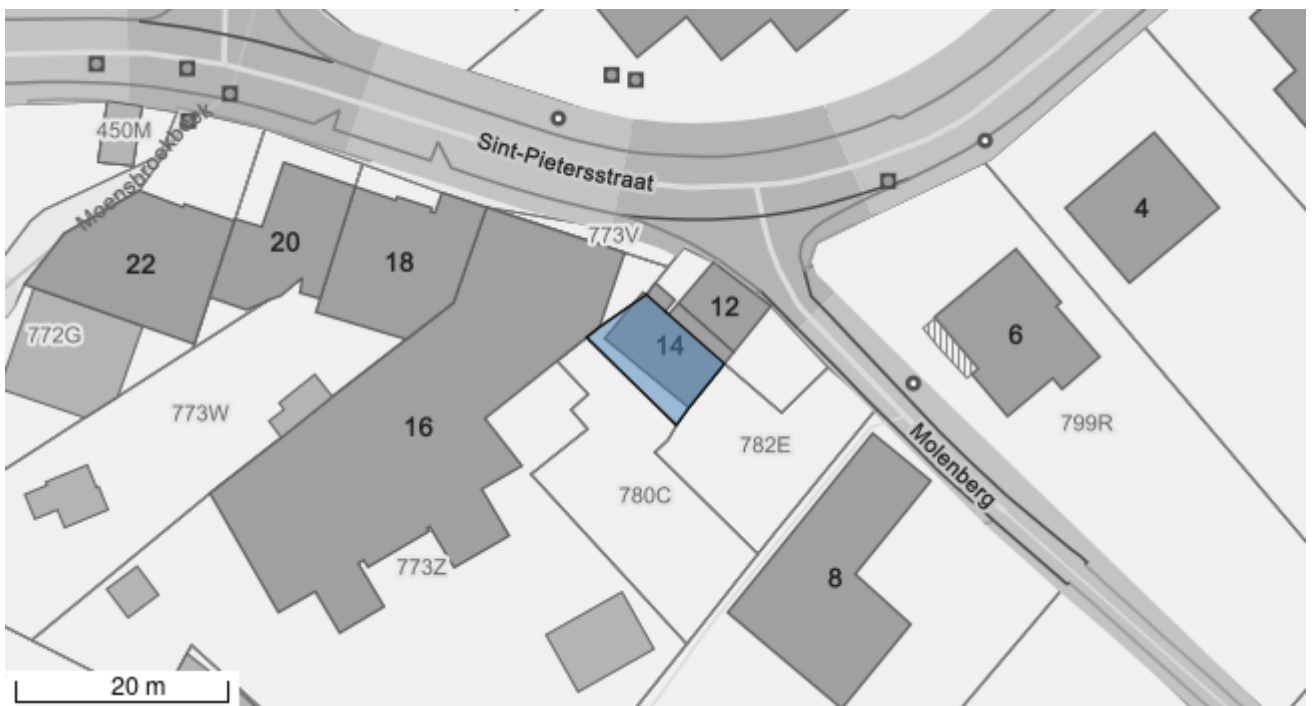 450M
Moensbroekbeek
Sint-Pietersstraat
4
22
20
18
773V
12
14
6
772G
773W
16
782E
799R
Molenberg
780C
773Z
8
20 m